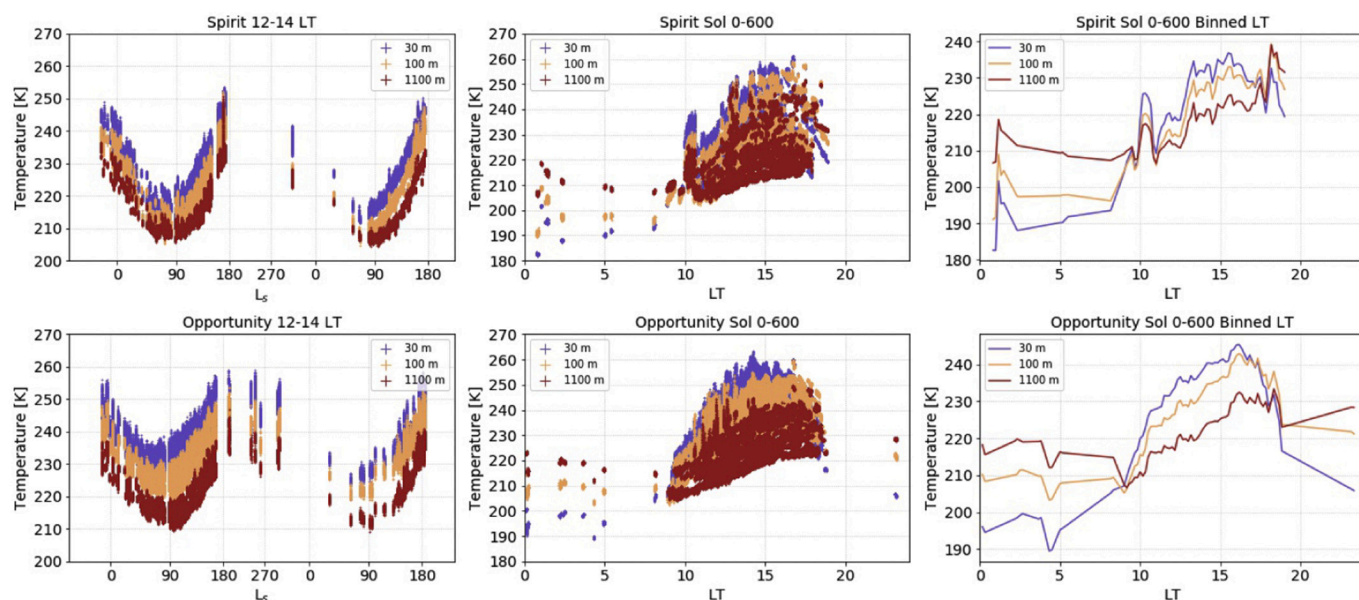 Spirit 12-14 LT
270
260
250
240
230
220
210
200
Temperature [K]
30 m
100 m
1100 m
0 90 180 270 0 90 180
Ls
Spirit Sol 0-600
270
260
250
240
230
220
210
200
190
180
Temperature [K]
30 m
100 m
1100 m
0 5 10 15 20
LT
Spirit Sol 0-600 Binned LT
240
230
220
210
200
190
180
Temperature [K]
30 m
100 m
1100 m
0 5 10 15 20
LT
Opportunity 12-14 LT
270
260
250
240
230
220
210
200
Temperature [K]
30 m
100 m
1100 m
0 90 180 270 0 90 180
Ls
Opportunity Sol 0-600
270
260
250
240
230
220
210
200
190
180
Temperature [K]
30 m
100 m
1100 m
0 5 10 15 20
LT
Opportunity Sol 0-600 Binned LT
240
230
220
210
200
190
Temperature [K]
30 m
100 m
1100 m
0 5 10 15 20
LT